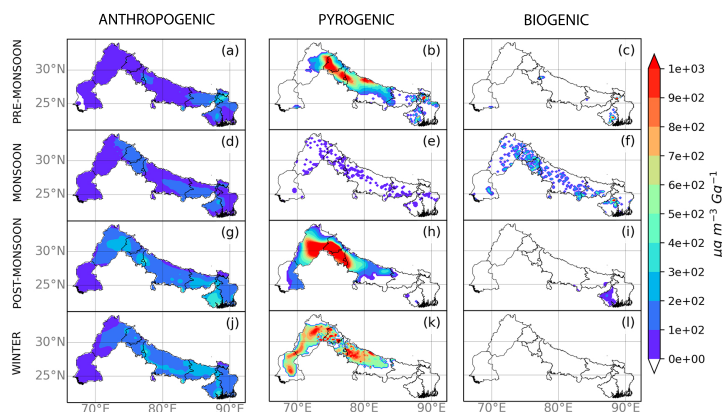 ANTHROPOGENIC PYROGENIC BIOGENIC
PRE-MONSOON 30°N 25°N (a) (b) (c)
MONSOON 30°N 25°N (d) (e) (f)
POST-MONSOON 30°N 25°N (g) (h) (i)
WINTER 30°N 25°N (j) (k) (l)
70°E 80°E 90°E 70°E 80°E 90°E 70°E 80°E 90°E
1e+03
9e+02
8e+02
7e+02
6e+02
5e+02
4e+02
3e+02
2e+02
1e+02
0e+00
μg m⁻³ Gg⁻¹